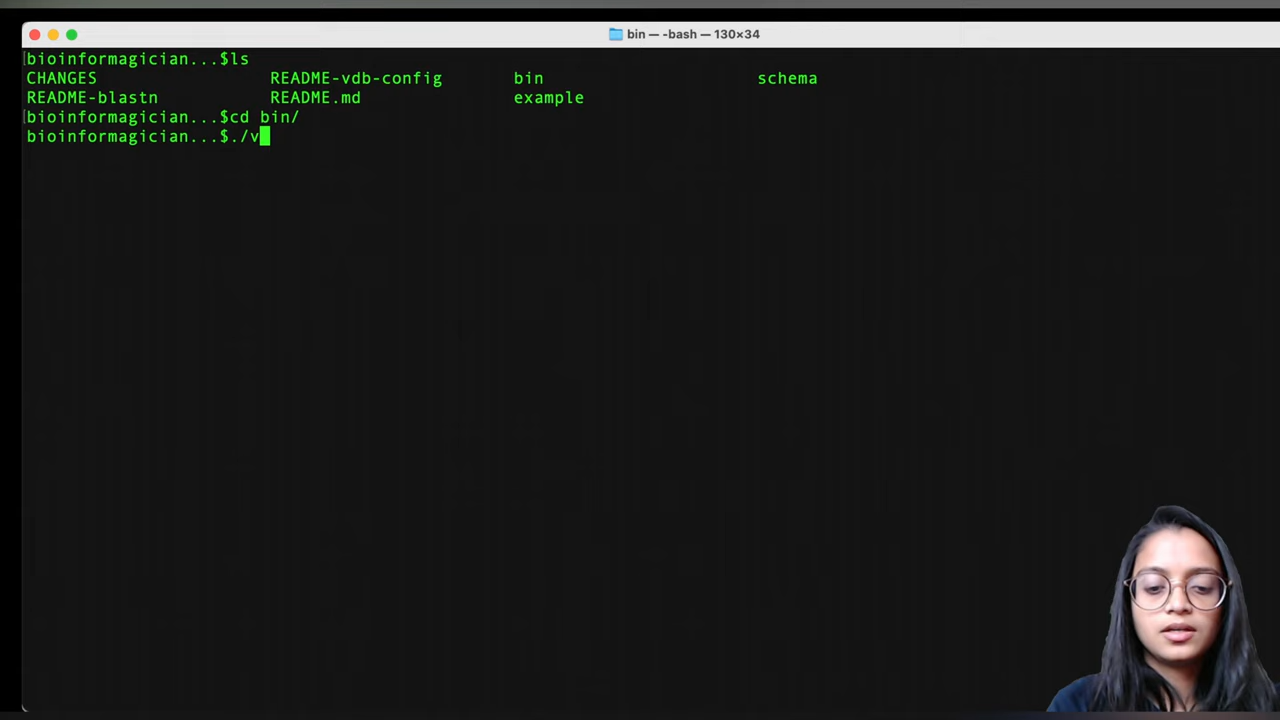 bin — -bash — 130×34
bioinformagician...$ls
CHANGES README-vdb-config bin schema
README-blastn README.md example
bioinformagician...$cd bin/
bioinformagician...$./v